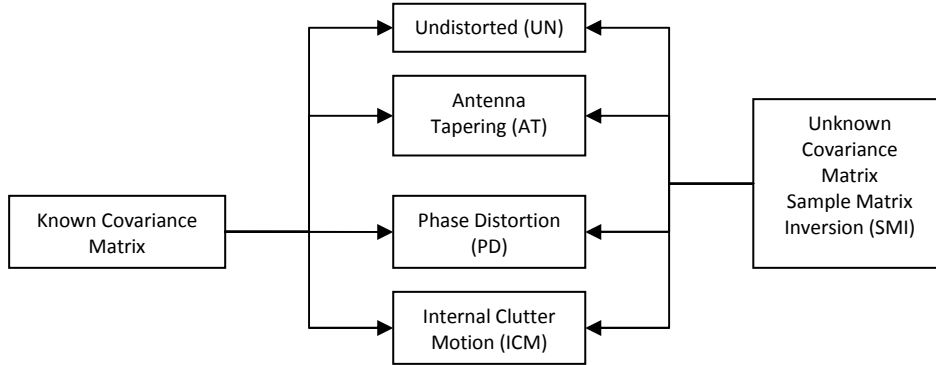 Undistorted (UN)
Antenna
Tapering (AT)
Unknown
Covariance
Matrix
Sample Matrix
Inversion (SMI)
Known Covariance
Matrix
Phase Distortion
(PD)
Internal Clutter
Motion (ICM)